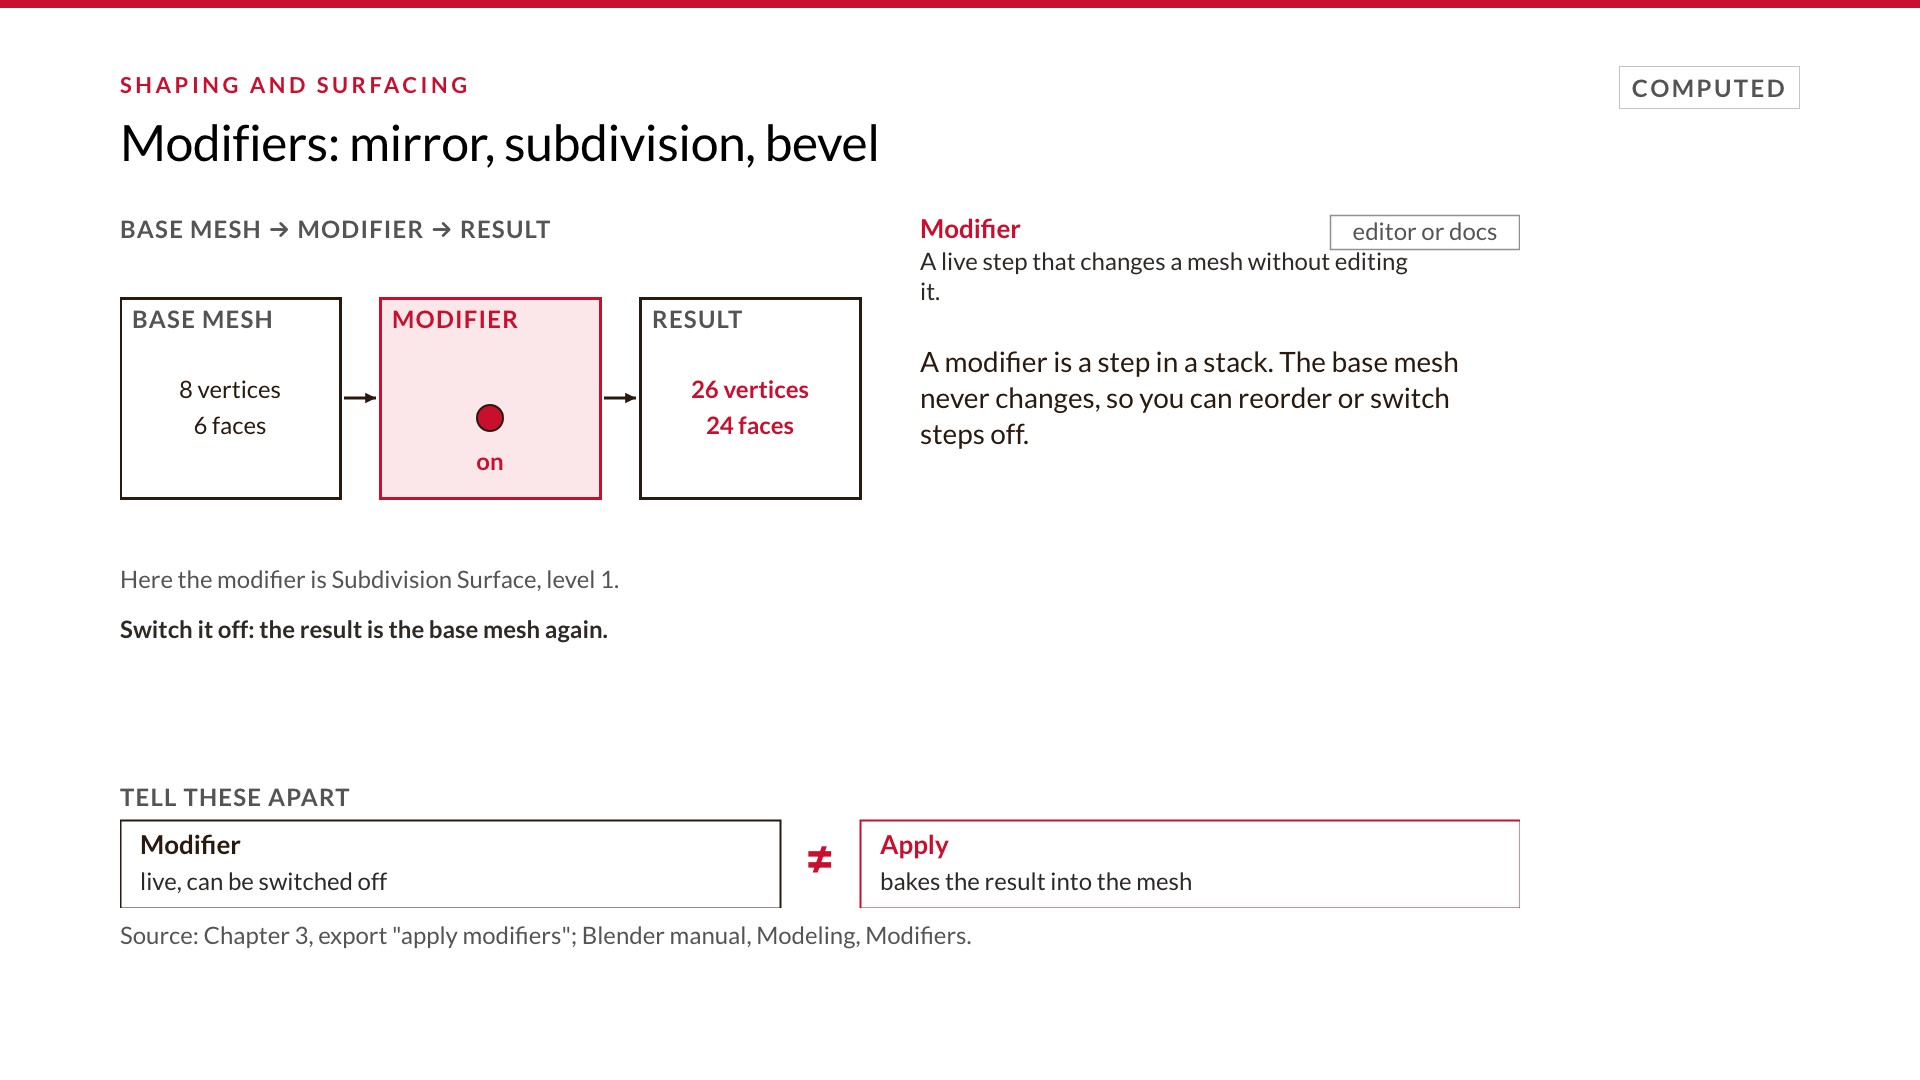 SHAPING AND SURFACING
COMPUTED
Modifiers: mirror, subdivision, bevel
BASE MESH → MODIFIER → RESULT
BASE MESH
8 vertices
6 faces
MODIFIER
on
RESULT
26 vertices
24 faces
Here the modifier is Subdivision Surface, level 1.
Switch it off: the result is the base mesh again.
Modifier
editor or docs
A live step that changes a mesh without editing
it.
A modifier is a step in a stack. The base mesh
never changes, so you can reorder or switch
steps off.
TELL THESE APART
Modifier
live, can be switched off
≠
Apply
bakes the result into the mesh
Source: Chapter 3, export "apply modifiers"; Blender manual, Modeling, Modifiers.